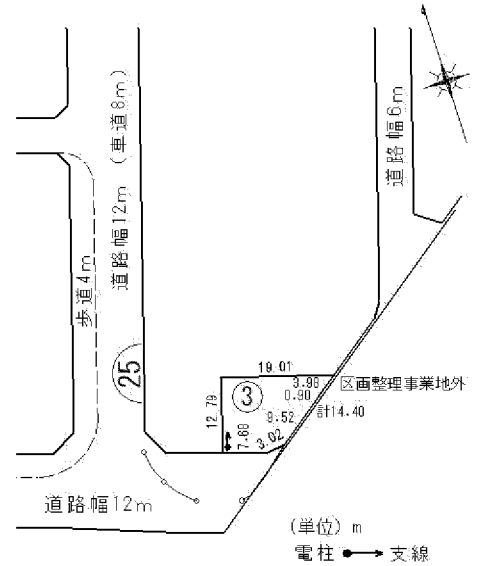 道路幅12m（車道8m）
道路幅6m
歩道4m
25
19.01
3.98
区画整理事業地外
③
0.90
12.79
9.52
計14.40
7.68
3.02
道路幅12m
(単位) m
電柱 支線